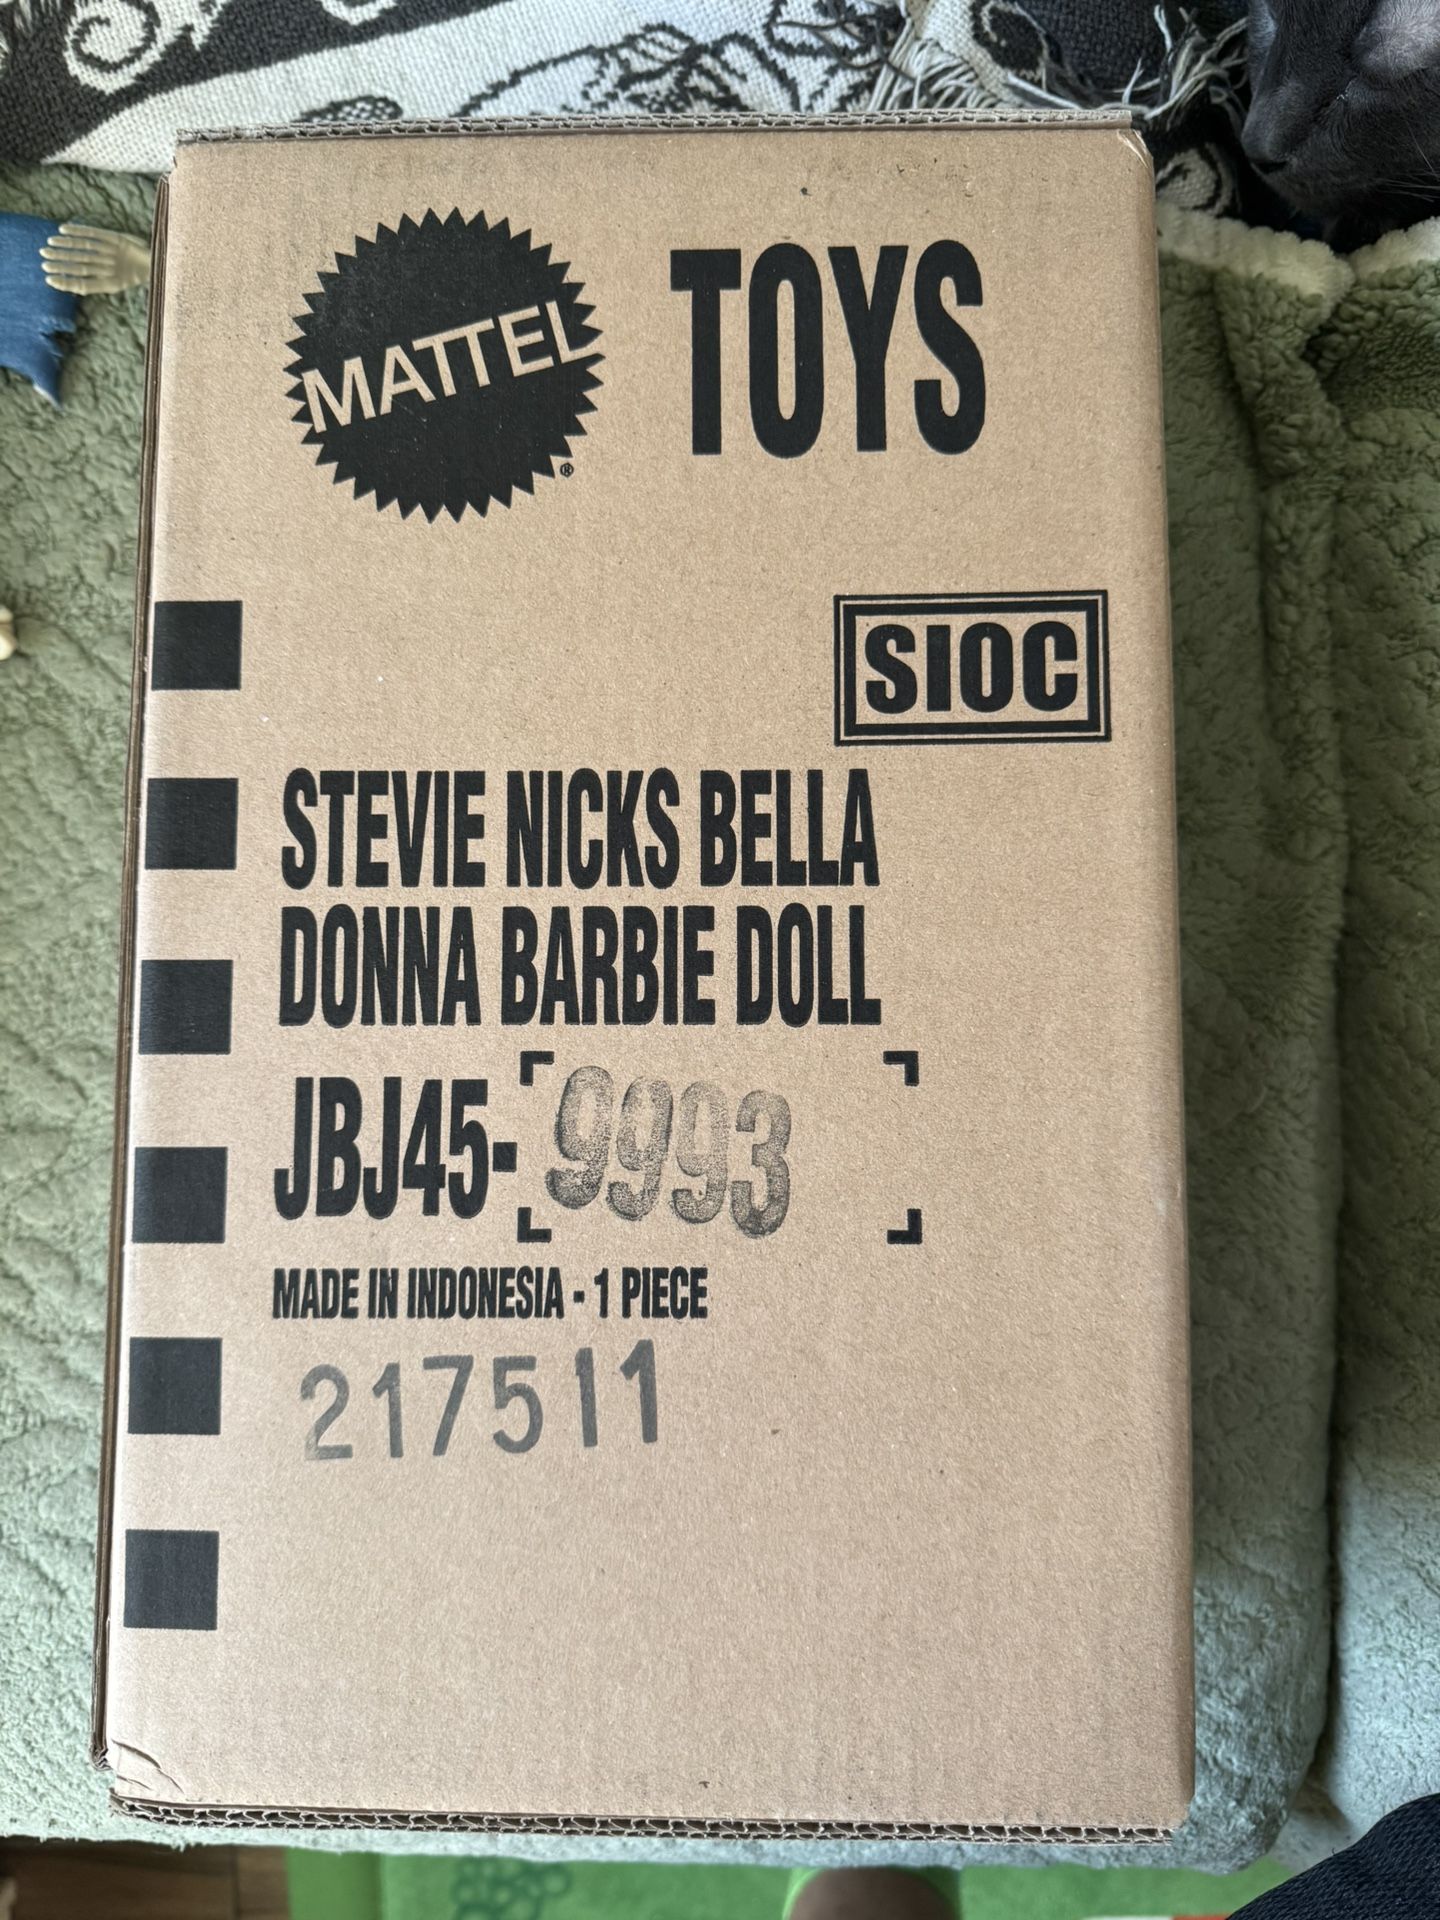 MATTEL ® TOYS
SIOC
STEVIE NICKS BELLA
DONNA BARBIE DOLL
JBJ45- 9993
MADE IN INDONESIA - 1 PIECE
217511